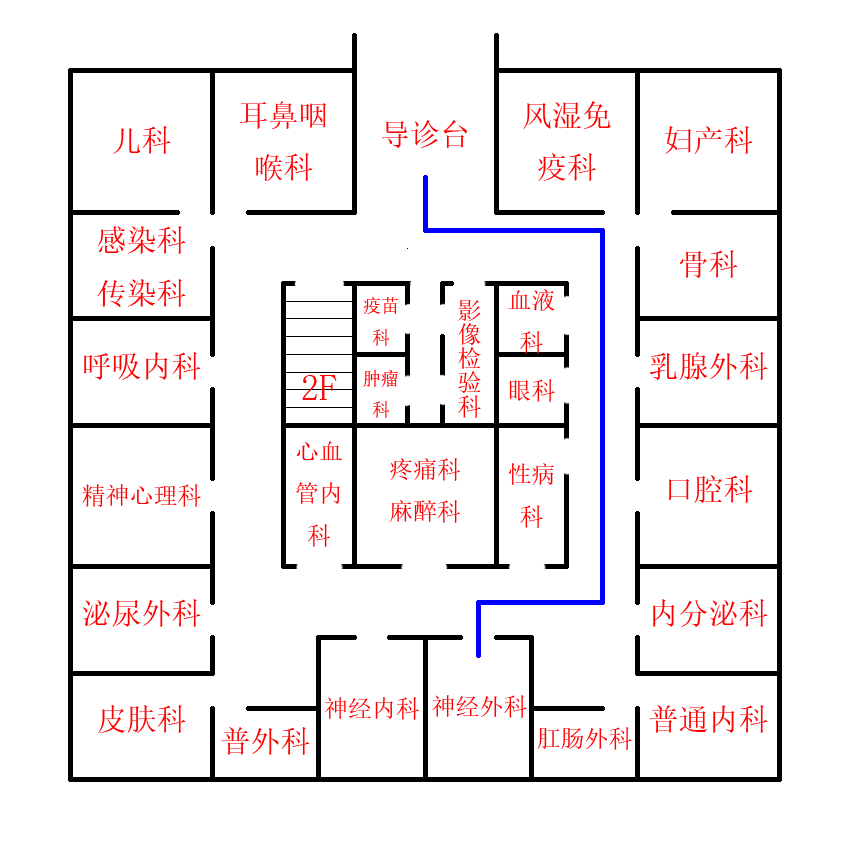 儿科
耳鼻咽
喉科
导诊台
风湿免
疫科
妇产科
感染科
传染科
骨科
疫苗
科
影像检验科
血液
科
呼吸内科
2F
肿瘤
科
眼科
乳腺外科
心血
管内
科
疼痛科
麻醉科
性病
科
精神心理科
口腔科
泌尿外科
内分泌科
皮肤科
普外科
神经内科
神经外科
肛肠外科
普通内科